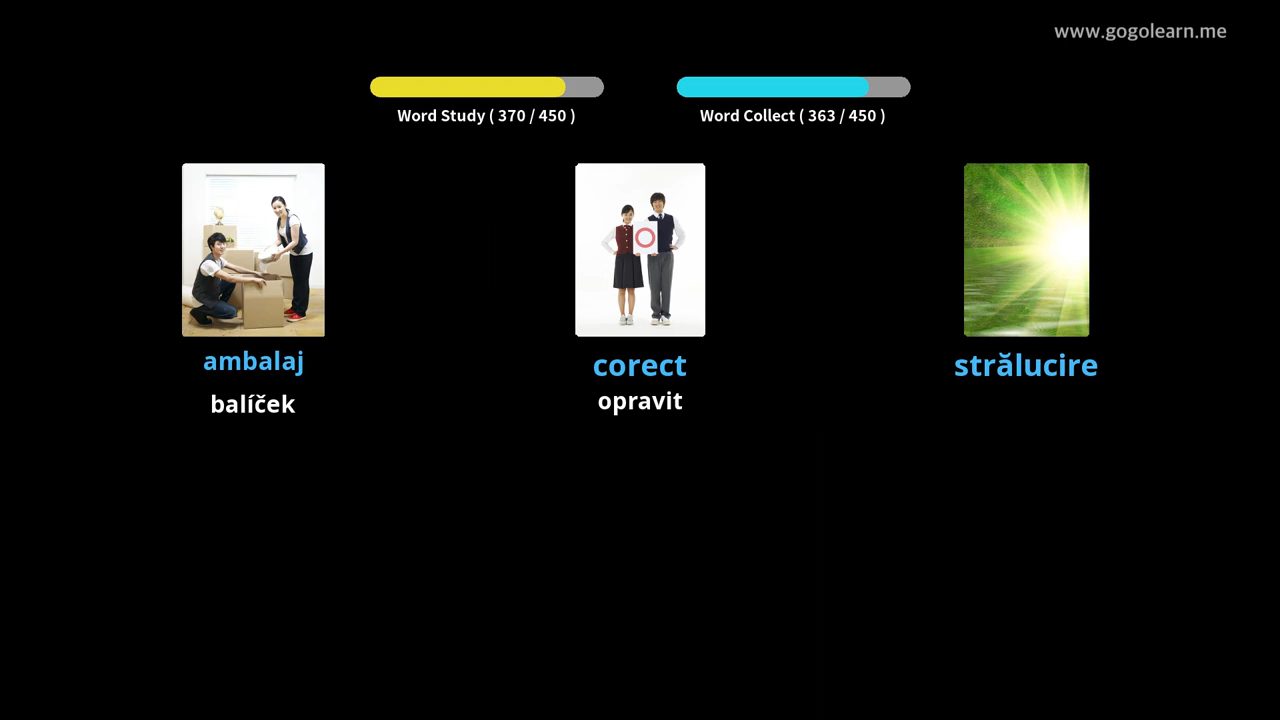 www.gogolearn.me
Word Study ( 370 / 450 )
Word Collect ( 363 / 450 )
ambalaj
corect
strălucire
balíček
opravit